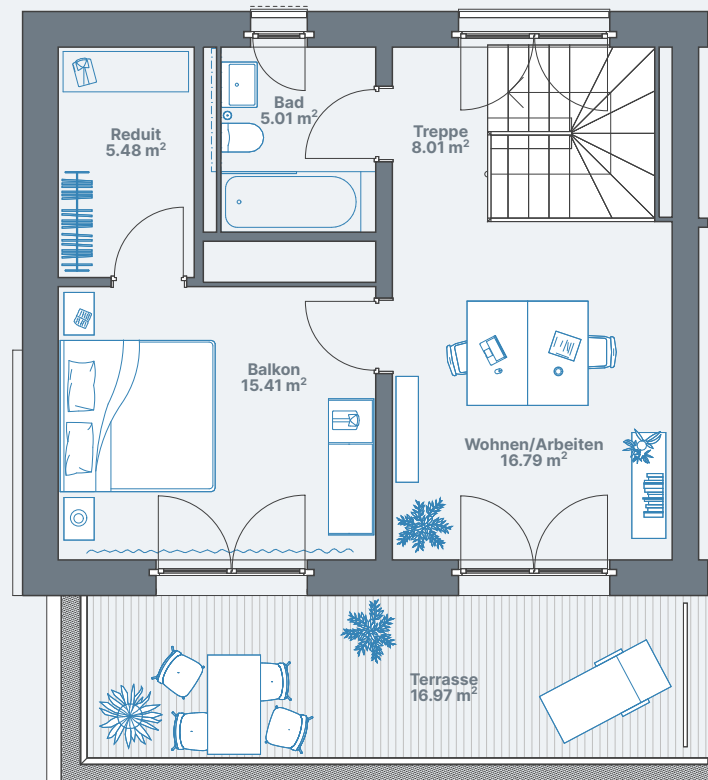 Bad
5.01 m²
Reduit
5.48 m²
Treppe
8.01 m²
Balkon
15.41 m²
Wohnen/Arbeiten
16.79 m²
Terrasse
16.97 m²